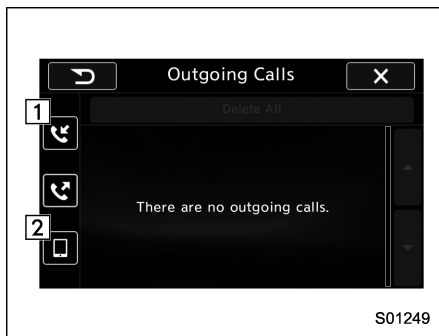 Outgoing Calls
Delete All
1
There are no outgoing calls.
2
S01249